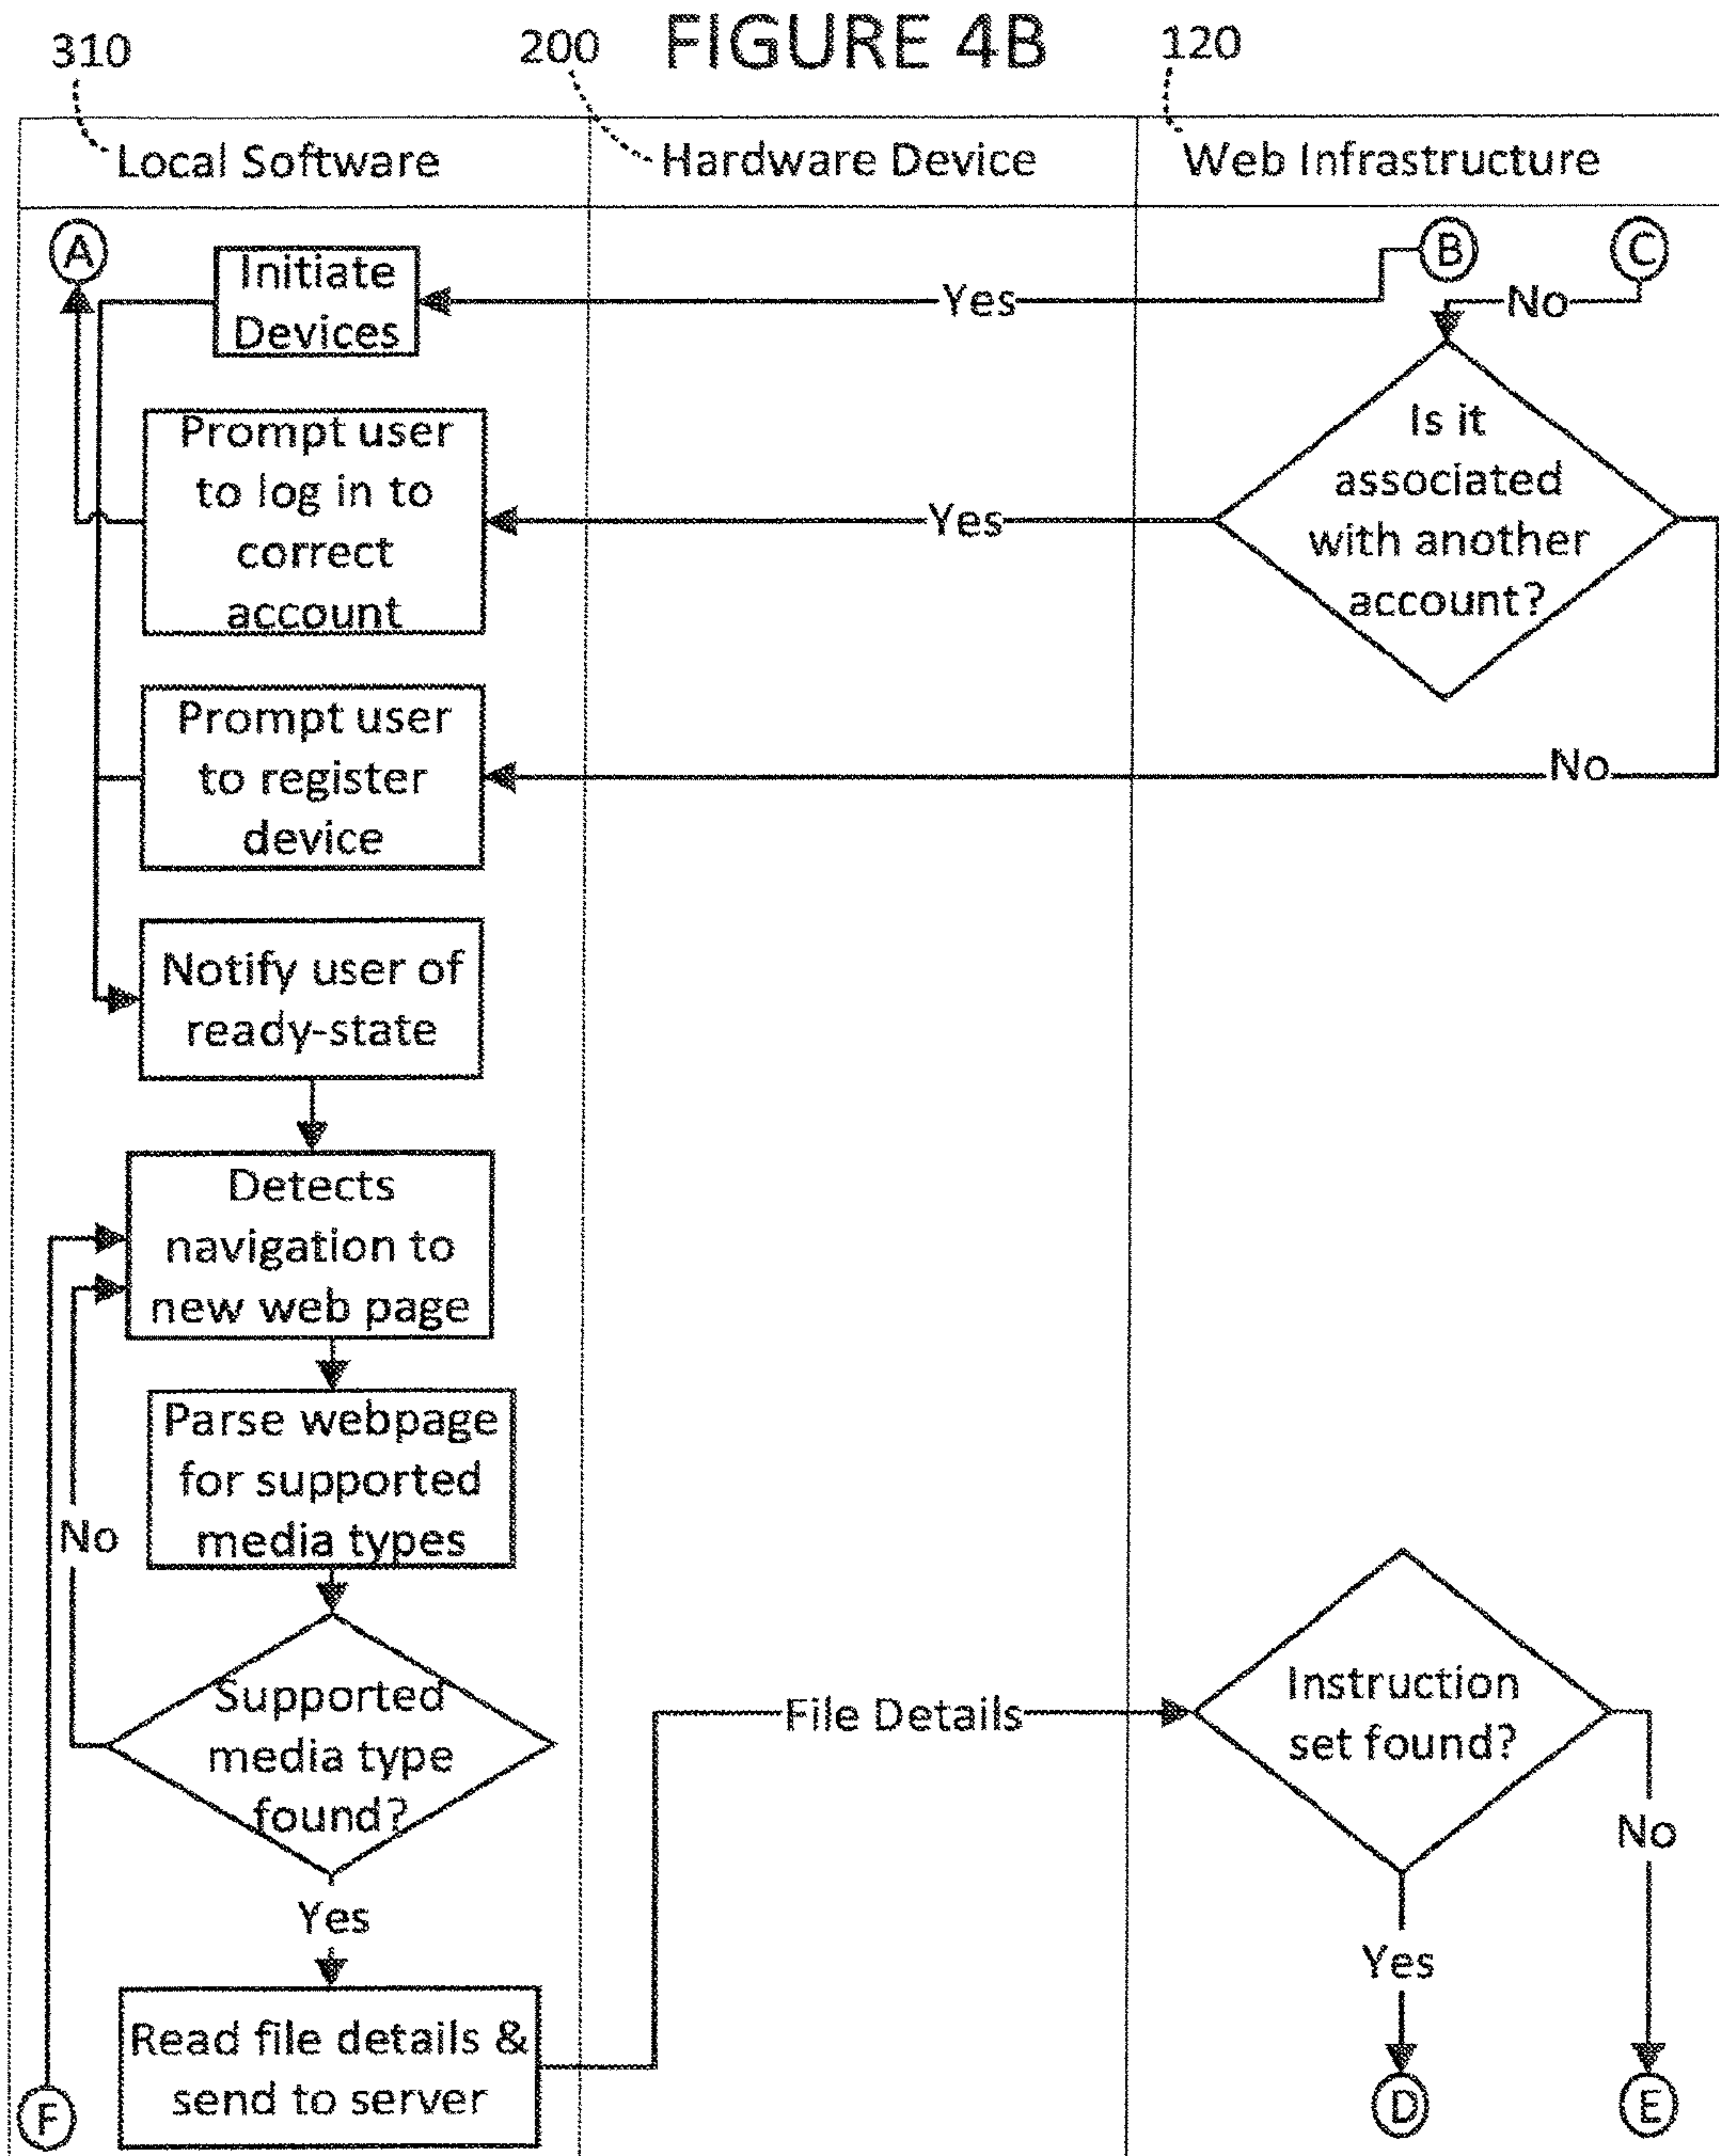 FIGURE 4B
310
200
120
Local Software
Hardware Device
Web Infrastructure
A
B
C
Initiate
Devices
Yes
No
Is it
associated
with another
account?
Prompt user
to log in to
correct
account
Yes
Prompt user
to register
device
No
Notify user of
ready-state
Detects
navigation to
new web page
Parse webpage
for supported
media types
No
Supported
media type
found?
File Details
Instruction
set found?
Yes
No
Yes
Read file details &
send to server
F
D
E